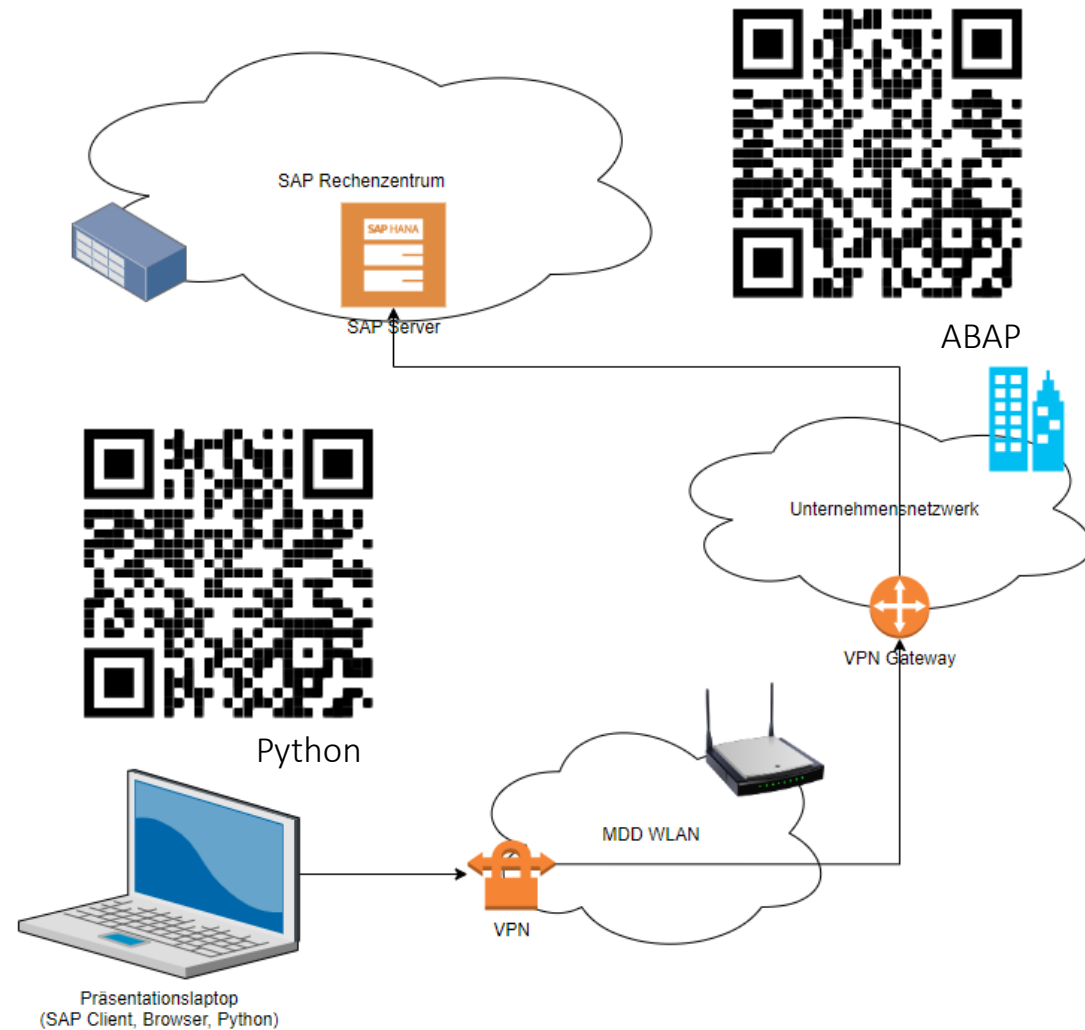 SAP Rechenzentrum
SAP HANA
SAP Server
ABAP
Unternehmensnetzwerk
VPN Gateway
Python
MDD WLAN
VPN
Präsentationslaptop
(SAP Client, Browser, Python)